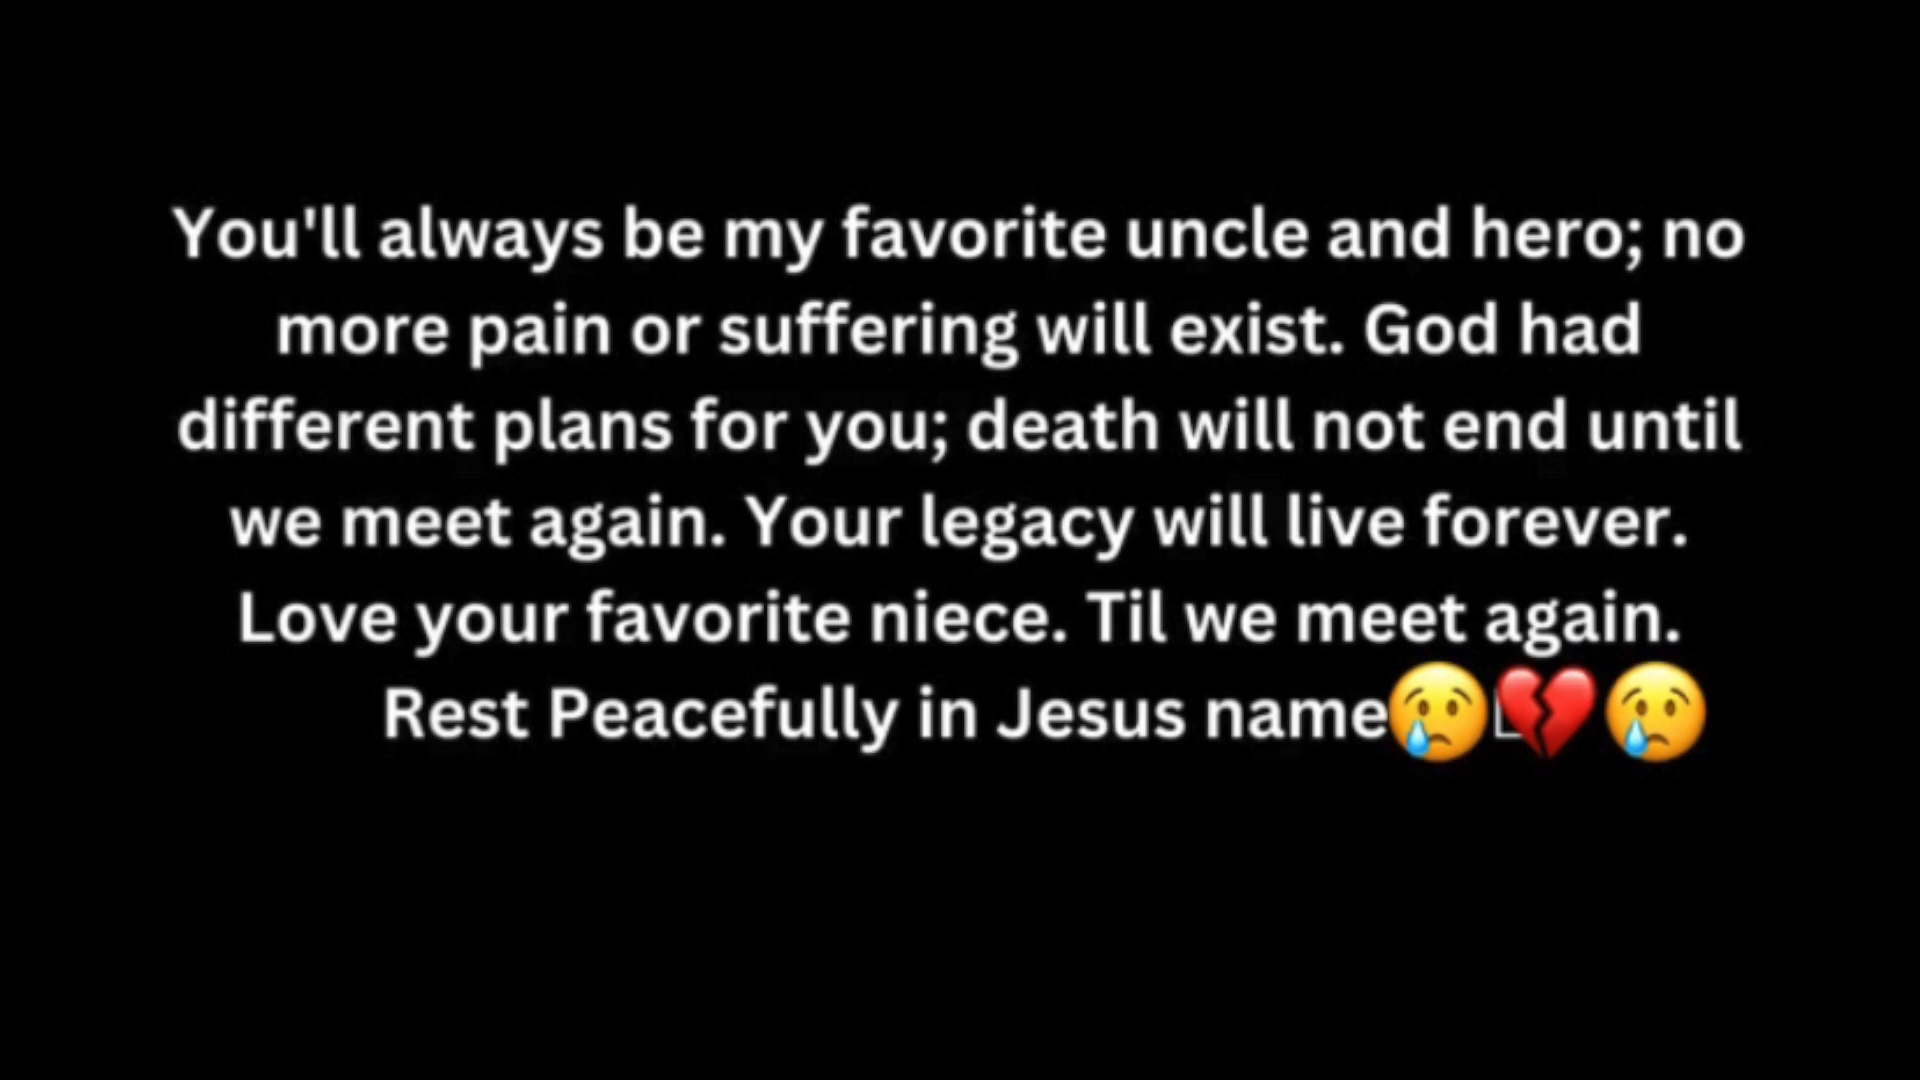 You'll always be my favorite uncle and hero; no
more pain or suffering will exist. God had
different plans for you; death will not end until
we meet again. Your legacy will live forever.
Love your favorite niece. Til we meet again.
Rest Peacefully in Jesus name😢💔😢